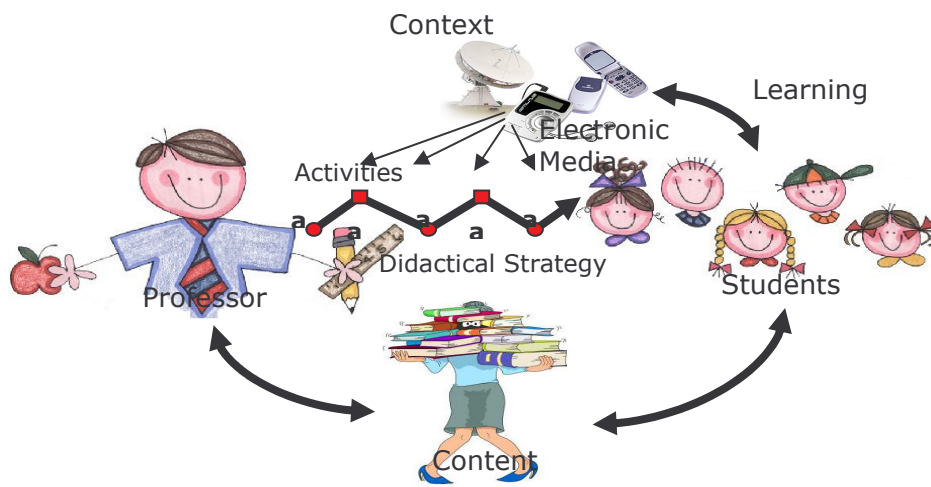 Context
Learning
Electronic
Media
Activities
a
a
a
a
a
Didactical Strategy
Professor
Students
Content